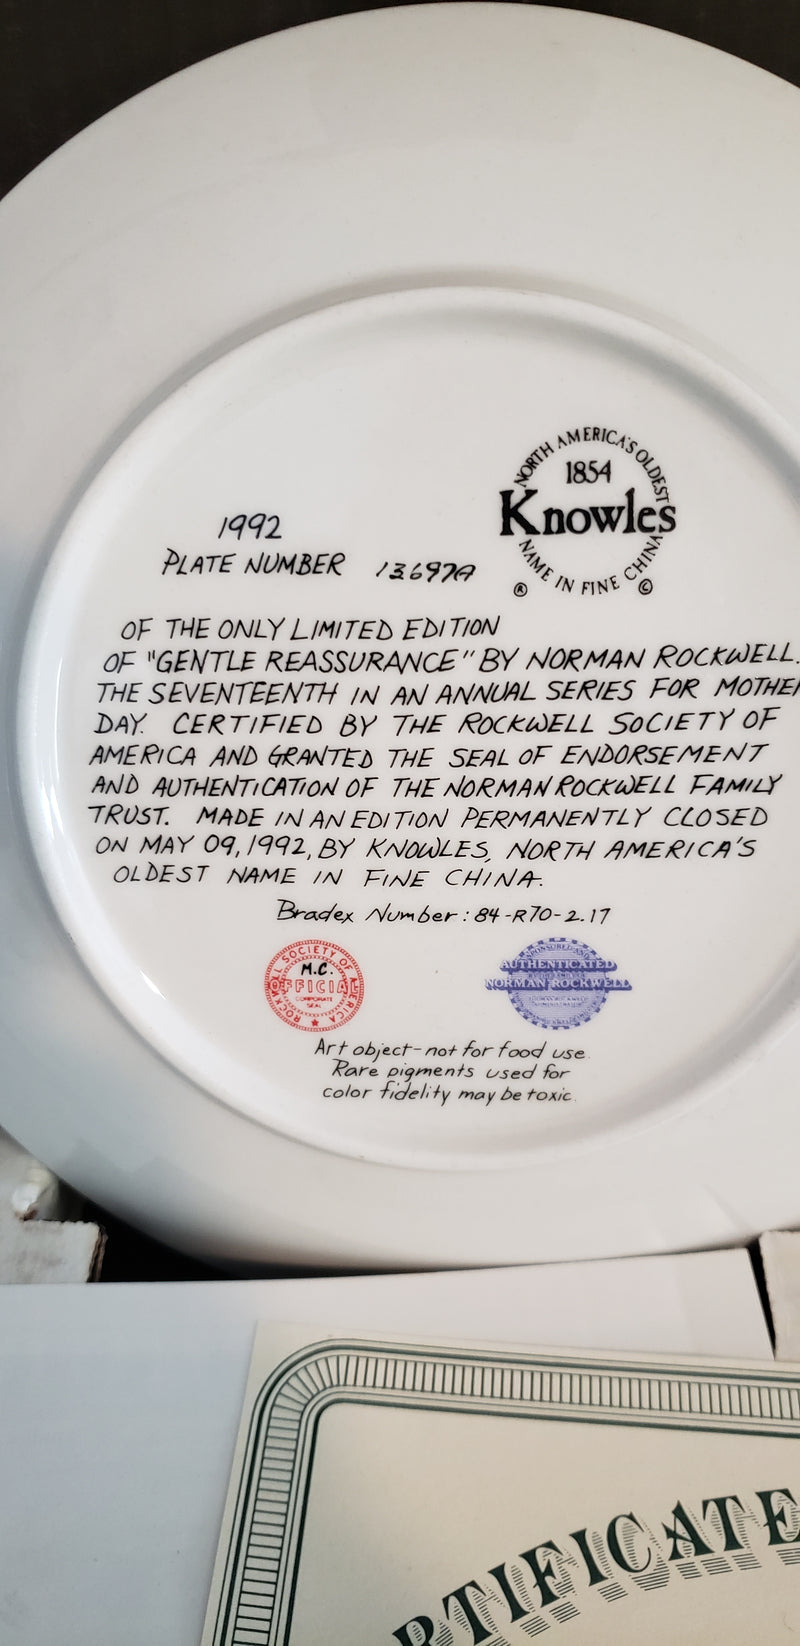 NORTH AMERICA'S OLDEST
1854
Knowles
NAME IN FINE CHINA
® ©
1992
PLATE NUMBER 13697A
OF THE ONLY LIMITED EDITION
OF "GENTLE REASSURANCE" BY NORMAN ROCKWELL.
THE SEVENTEENTH IN AN ANNUAL SERIES FOR MOTHER
DAY. CERTIFIED BY THE ROCKWELL SOCIETY OF
AMERICA AND GRANTED THE SEAL OF ENDORSEMENT
AND AUTHENTICATION OF THE NORMAN ROCKWELL FAMILY
TRUST. MADE IN AN EDITION PERMANENTLY CLOSED
ON MAY 09, 1992, BY KNOWLES, NORTH AMERICA'S
OLDEST NAME IN FINE CHINA.
Bradex Number: 84-R70-2.17
SOCIETY OF
M.C.
OFFICIAL
CORPORATE
SEAL
AUTHENTICATED
NORMAN ROCKWELL
Art object-not for food use.
Rare pigments used for
color fidelity may be toxic.
RTIFICATE